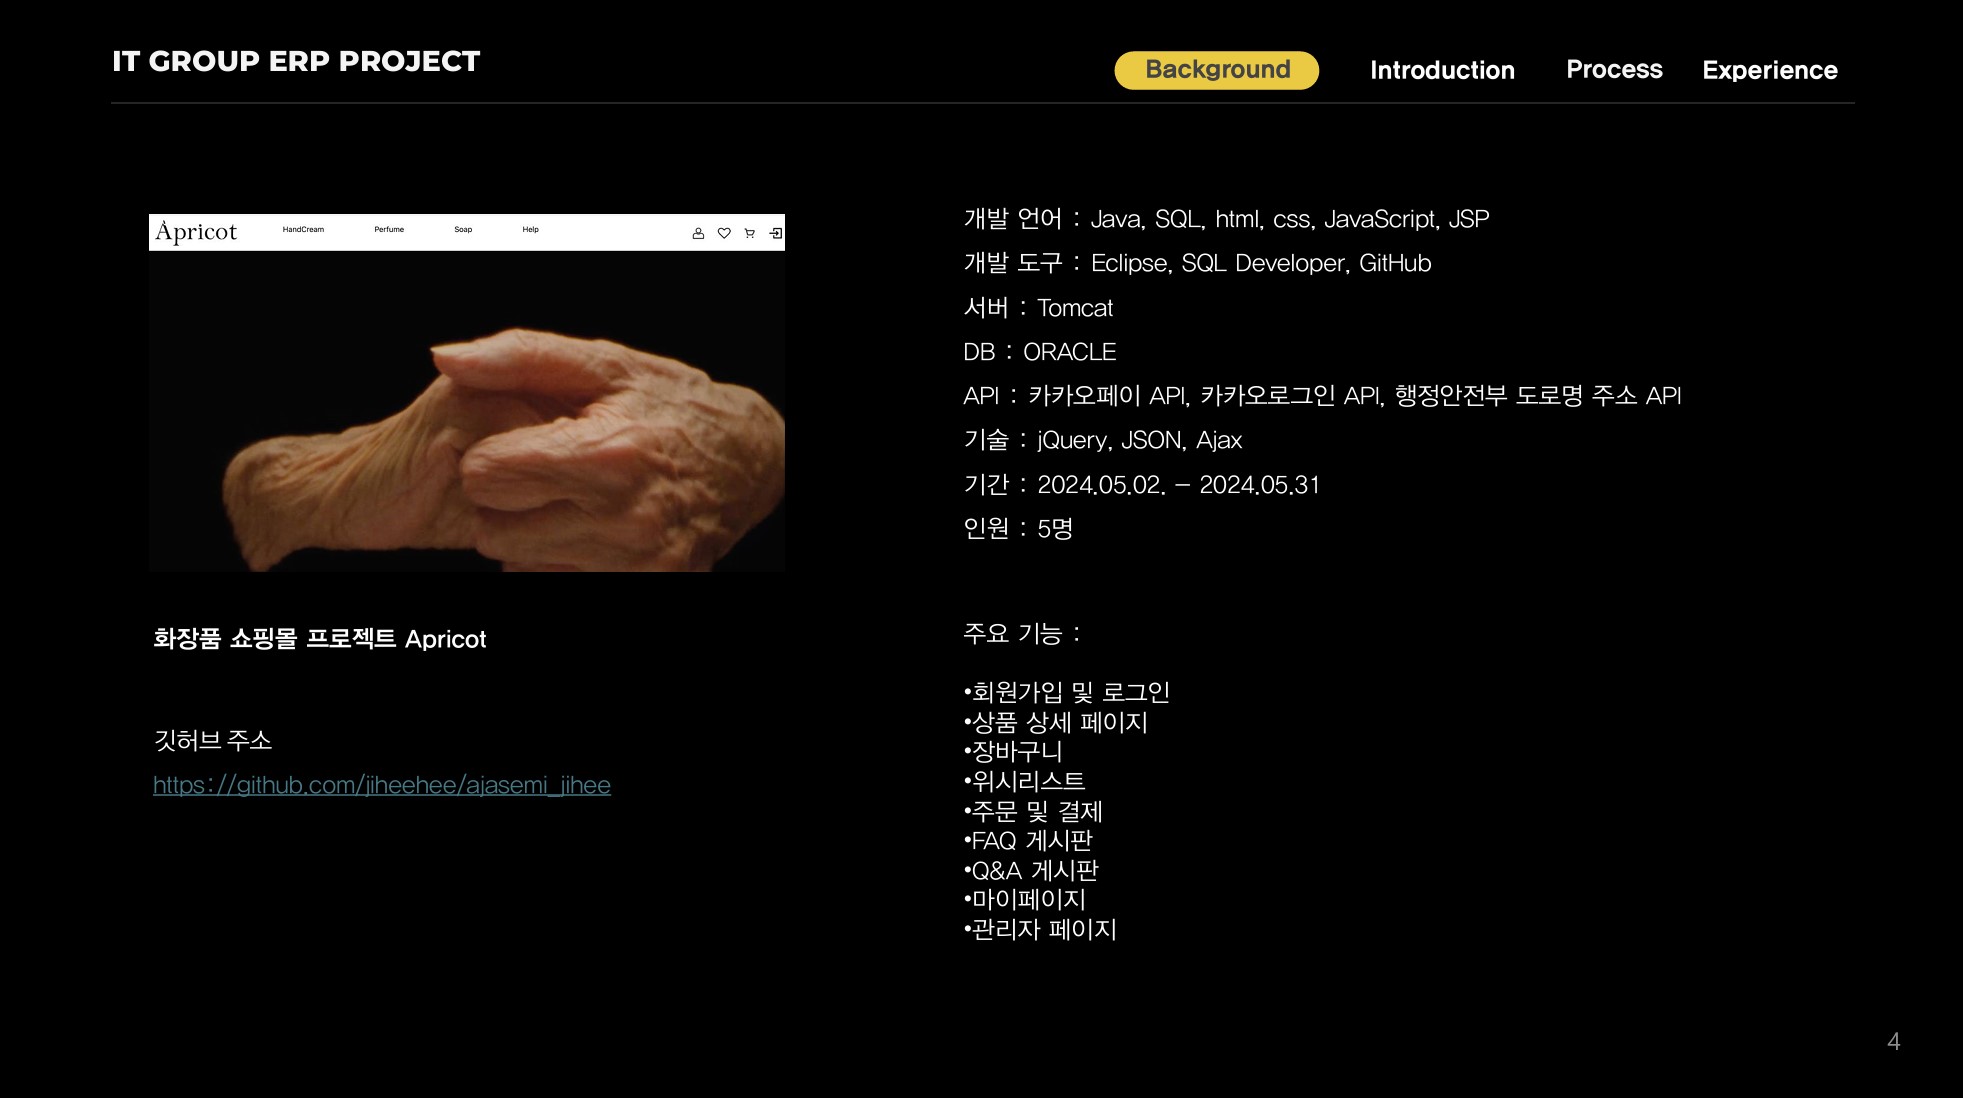 IT GROUP ERP PROJECT
Background Introduction Process Experience
Àpricot HandCream Perfume Soap Help
화장품 쇼핑몰 프로젝트 Apricot
깃허브 주소
https://github.com/jiheehee/ajasemi_jihee
개발 언어 : Java, SQL, html, css, JavaScript, JSP
개발 도구 : Eclipse, SQL Developer, GitHub
서버 : Tomcat
DB : ORACLE
API : 카카오페이 API, 카카오로그인 API, 행정안전부 도로명 주소 API
기술 : jQuery, JSON, Ajax
기간 : 2024.05.02. – 2024.05.31
인원 : 5명
주요 기능 :
•회원가입 및 로그인
•상품 상세 페이지
•장바구니
•위시리스트
•주문 및 결제
•FAQ 게시판
•Q&A 게시판
•마이페이지
•관리자 페이지
4